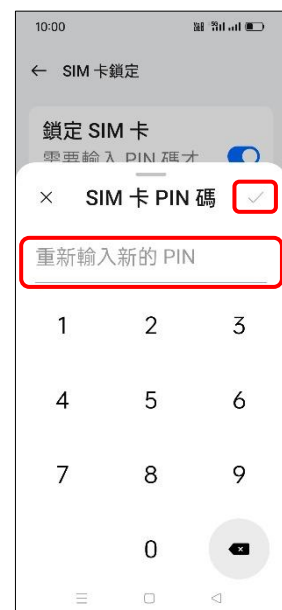 10:00
← SIM 卡鎖定
鎖定 SIM 卡
需要輸入 PIN 碼才
× SIM 卡 PIN 碼 ✓
重新輸入新的 PIN
1 2 3
4 5 6
7 8 9
0